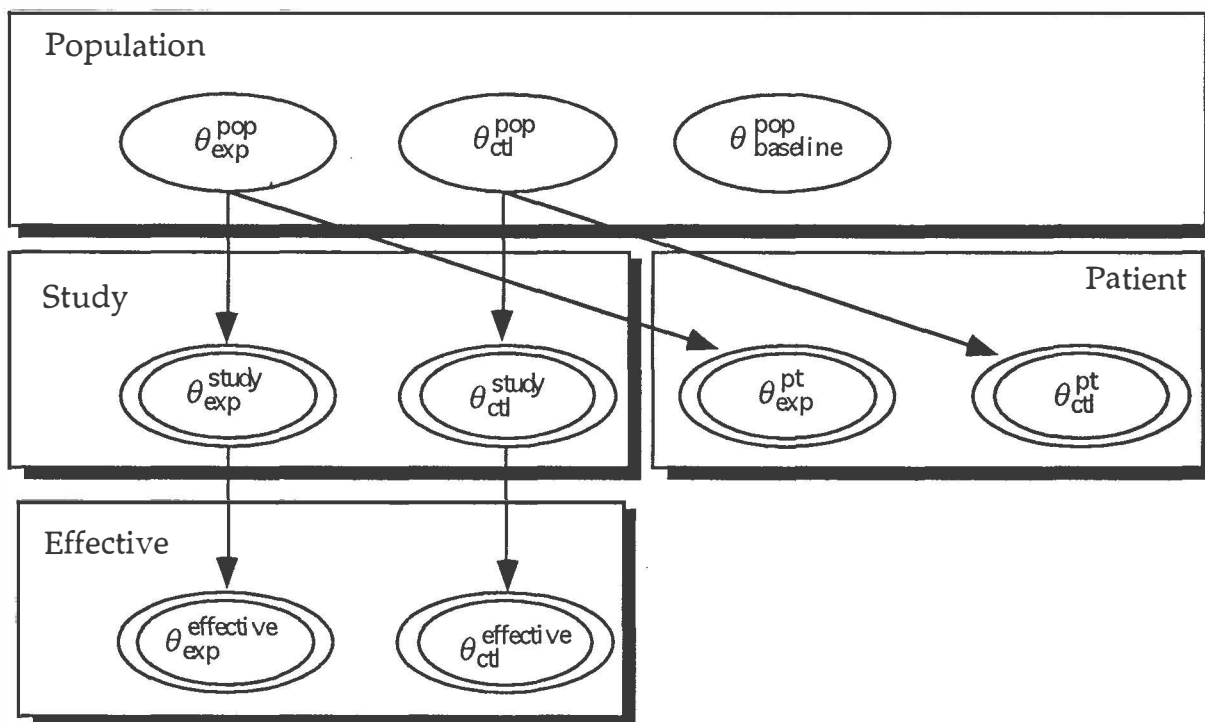 Population
θ pop exp
θ pop ctl
θ pop baseline
Study
Patient
θ study exp
θ study ctl
θ pt exp
θ pt ctl
Effective
θ effective exp
θ effective ctl